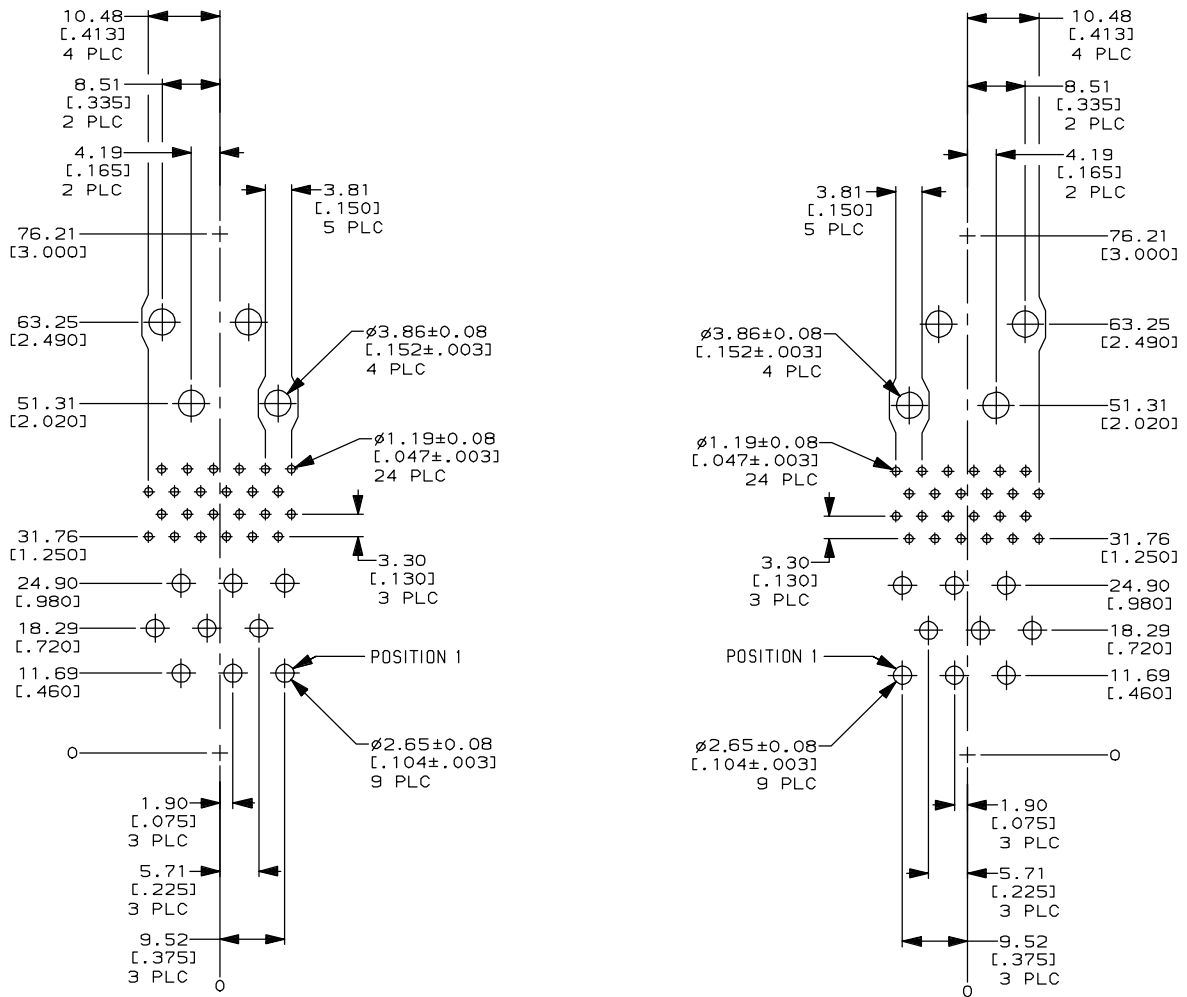 10.48
[.413]
4 PLC
8.51
[.335]
2 PLC
4.19
[.165]
2 PLC
3.81
[.150]
5 PLC
76.21
[3.000]
63.25
[2.490]
ø3.86±0.08
[.152±.003]
4 PLC
51.31
[2.020]
ø1.19±0.08
[.047±.003]
24 PLC
31.76
[1.250]
3.30
[.130]
3 PLC
24.90
[.980]
18.29
[.720]
POSITION 1
11.69
[.460]
ø2.65±0.08
[.104±.003]
9 PLC
0
1.90
[.075]
3 PLC
5.71
[.225]
3 PLC
9.52
[.375]
3 PLC
0
10.48
[.413]
4 PLC
8.51
[.335]
2 PLC
4.19
[.165]
2 PLC
3.81
[.150]
5 PLC
76.21
[3.000]
ø3.86±0.08
[.152±.003]
4 PLC
63.25
[2.490]
51.31
[2.020]
ø1.19±0.08
[.047±.003]
24 PLC
31.76
[1.250]
3.30
[.130]
3 PLC
24.90
[.980]
18.29
[.720]
POSITION 1
11.69
[.460]
ø2.65±0.08
[.104±.003]
9 PLC
0
1.90
[.075]
3 PLC
5.71
[.225]
3 PLC
9.52
[.375]
3 PLC
0